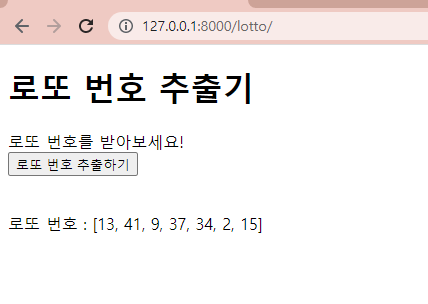 127.0.0.1:8000/lotto/
로또 번호 추출기
로또 번호를 받아보세요!
로또 번호 추출하기
로또 번호 : [13, 41, 9, 37, 34, 2, 15]